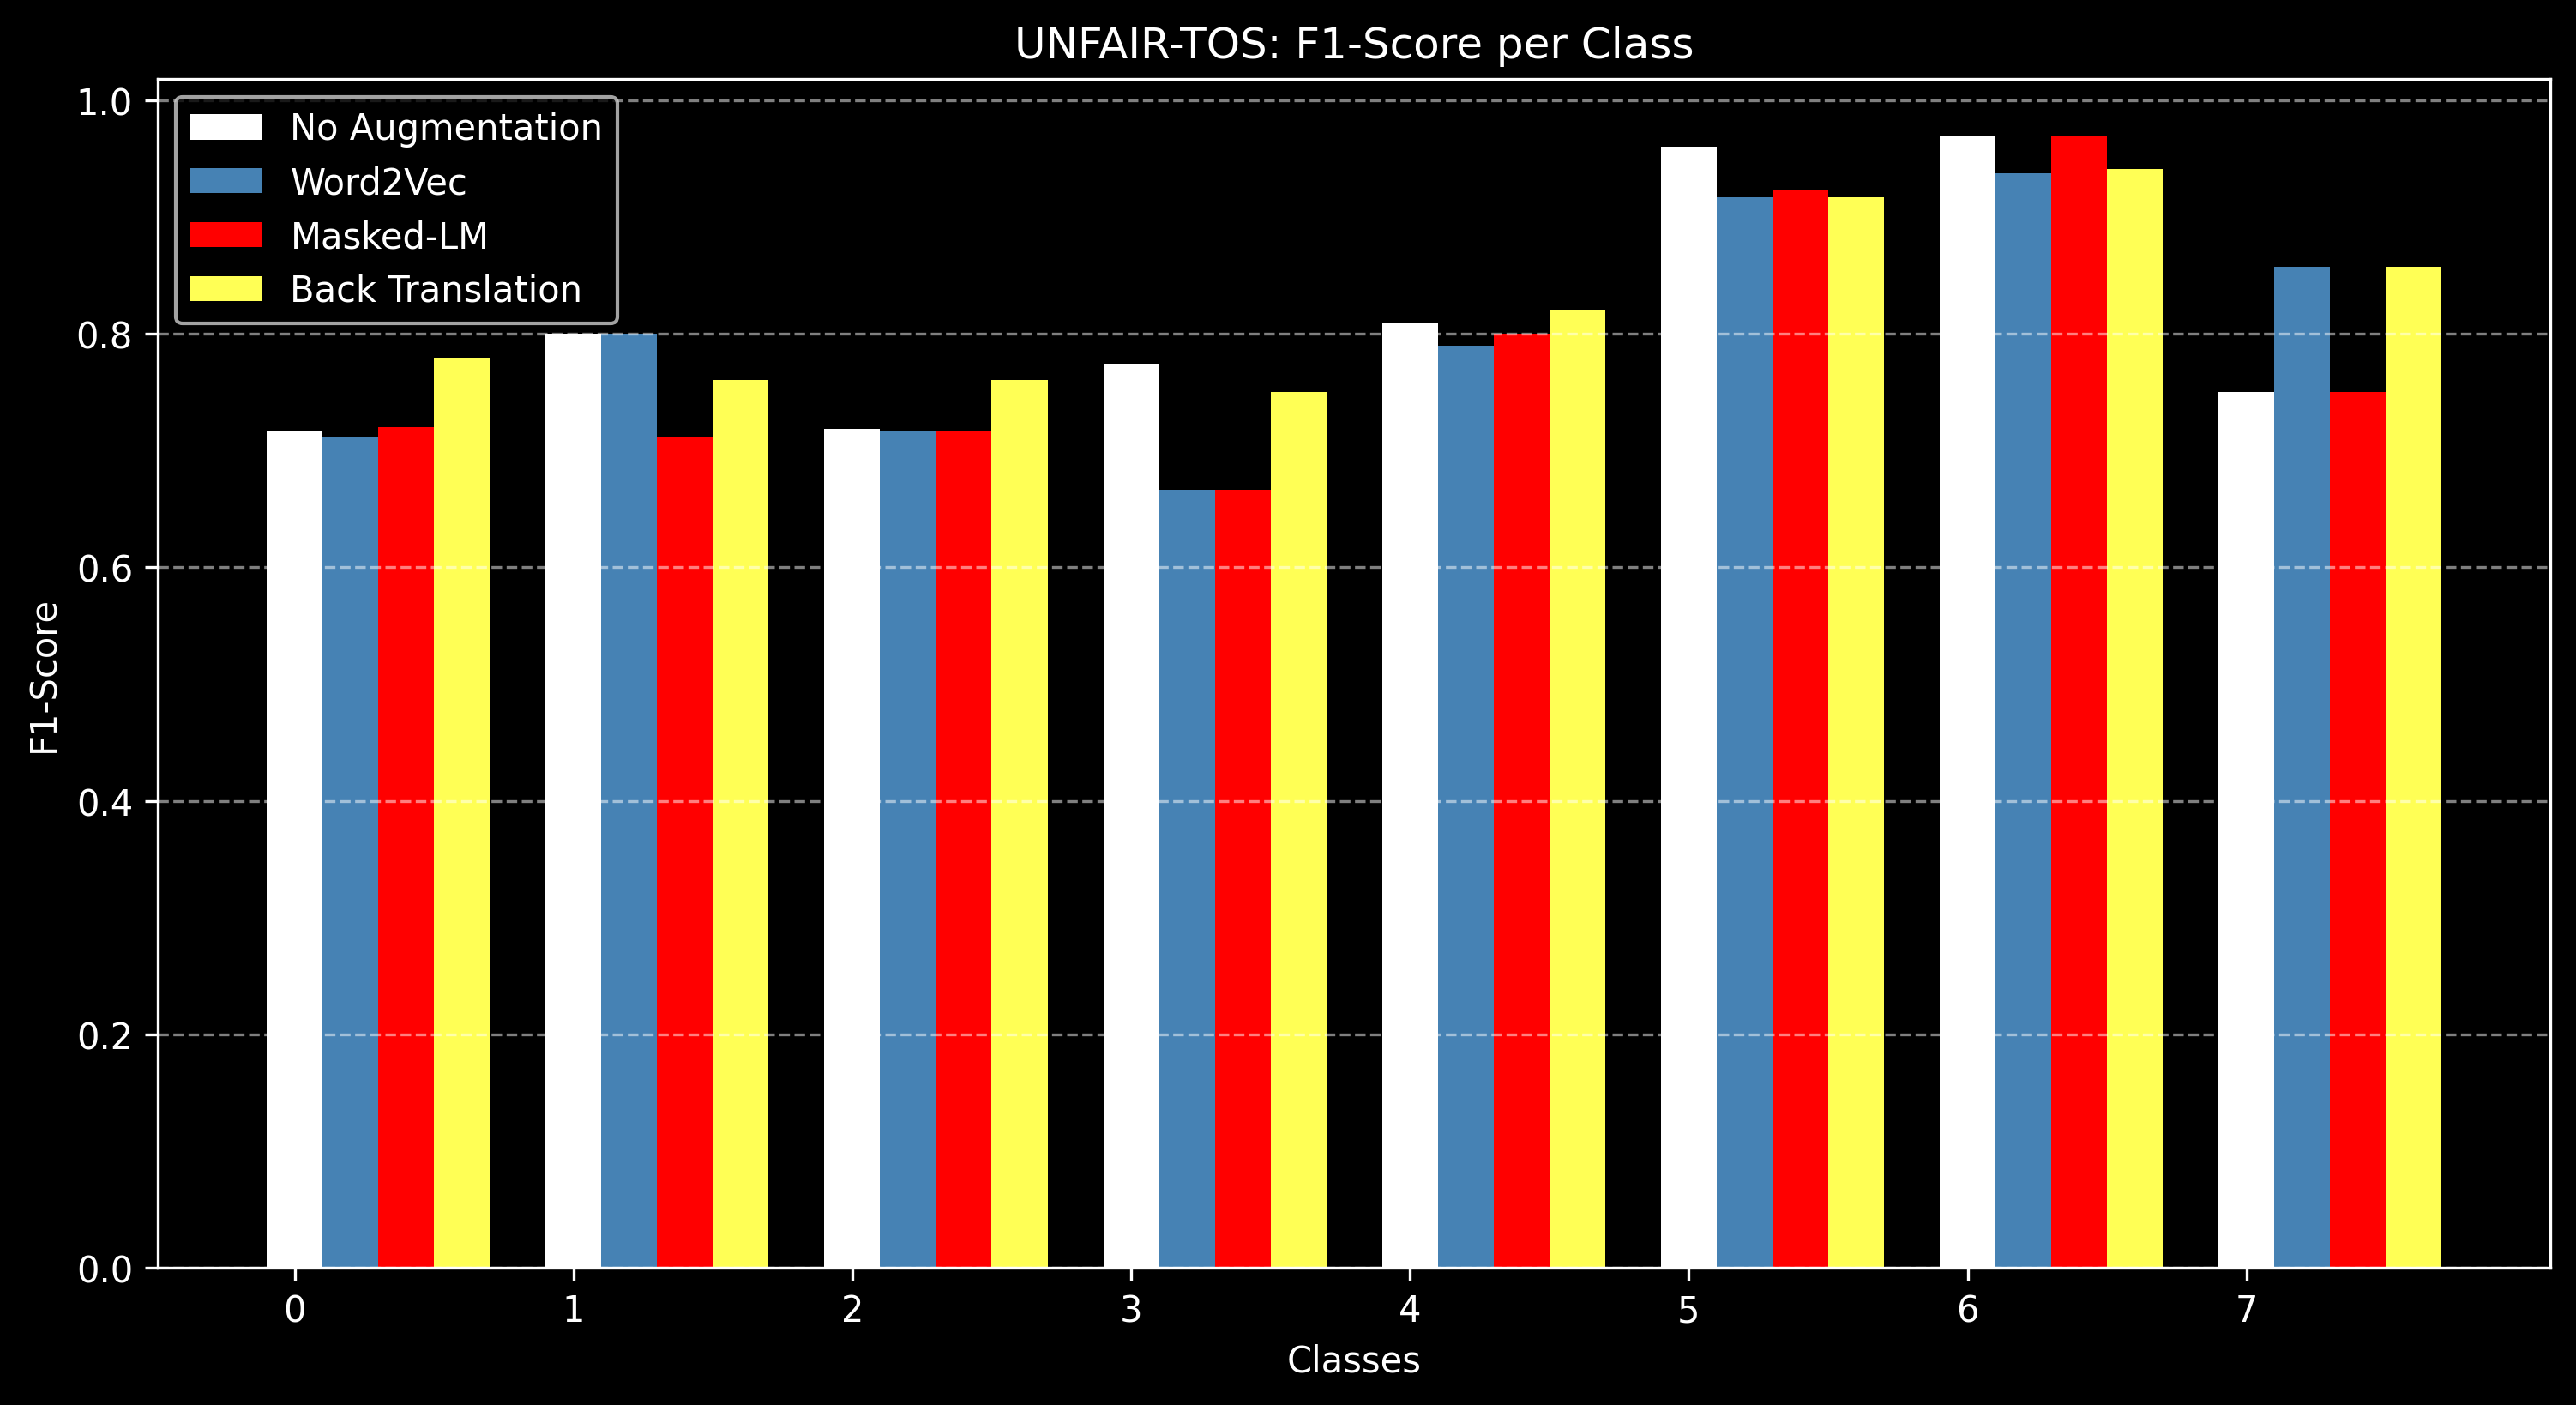 UNFAIR-TOS: F1-Score per Class
No Augmentation
Word2Vec
Masked-LM
Back Translation
1.0
0.8
0.6
0.4
0.2
0.0
F1-Score
0 1 2 3 4 5 6 7
Classes